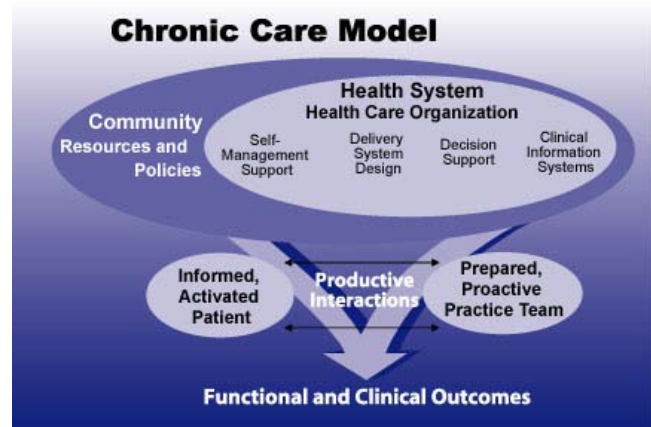 Chronic Care Model
Health System
Health Care Organization
Community
Resources and
Policies
Self-
Management
Support
Delivery
System
Design
Decision
Support
Clinical
Information
Systems
Informed,
Activated
Patient
Productive
Interactions
Prepared,
Proactive
Practice Team
Functional and Clinical Outcomes